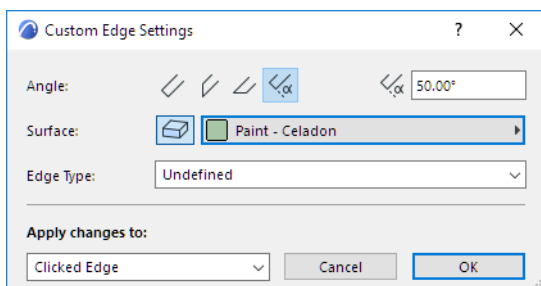 Custom Edge Settings ?
Angle: α α 50.00°
Surface: Paint - Celadon
Edge Type: Undefined
Apply changes to:
Clicked Edge Cancel OK